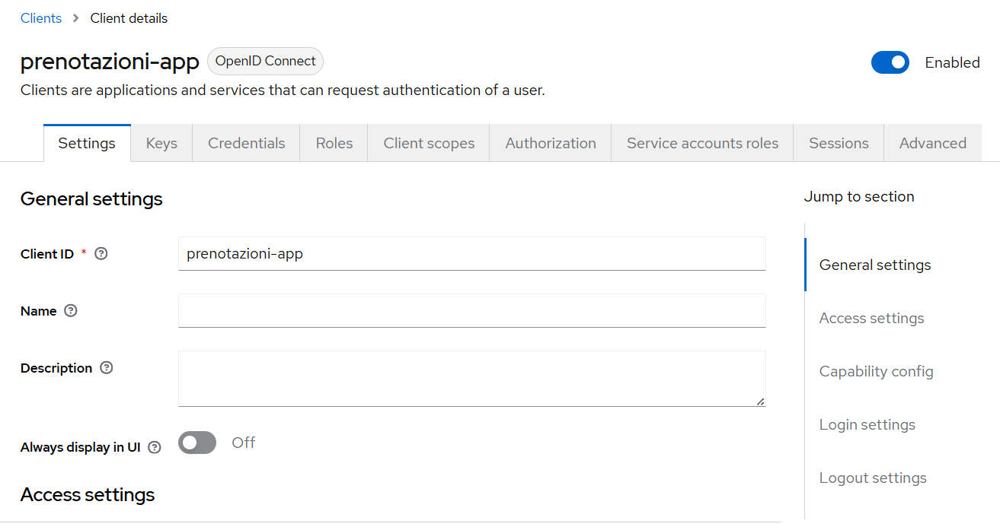 Clients > Client details
prenotazioni-app OpenID Connect Enabled
Clients are applications and services that can request authentication of a user.
Settings Keys Credentials Roles Client scopes Authorization Service accounts roles Sessions Advanced
General settings
Jump to section
Client ID * prenotazioni-app
General settings
Name
Access settings
Description
Capability config
Login settings
Always display in UI Off
Logout settings
Access settings